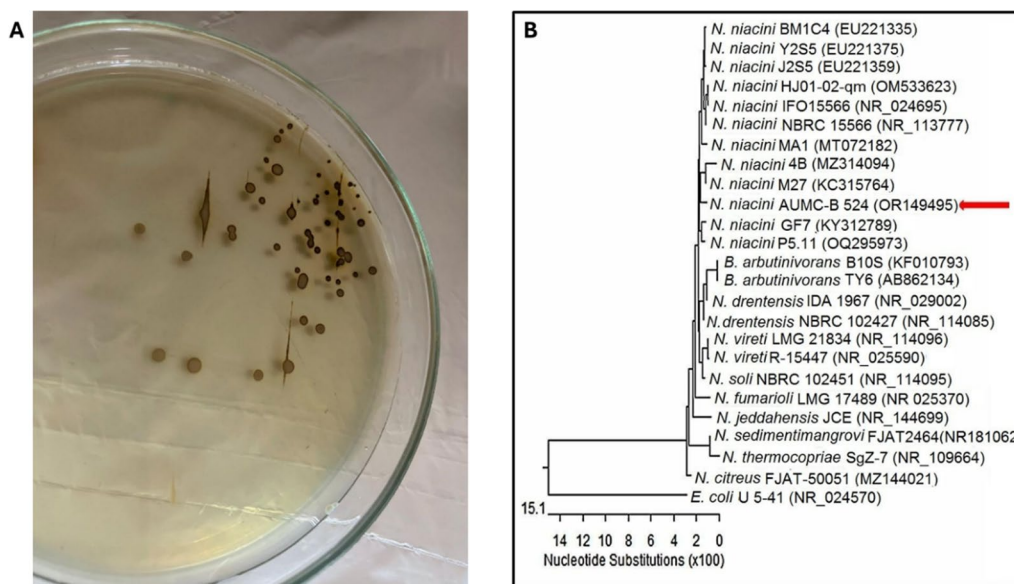 A
B
N. niacini BM1C4 (EU221335)
N. niacini Y2S5 (EU221375)
N. niacini J2S5 (EU221359)
N. niacini HJ01-02-qm (OM533623)
N. niacini IFO15566 (NR_024695)
N. niacini NBRC 15566 (NR_113777)
N. niacini MA1 (MT072182)
N. niacini 4B (MZ314094)
N. niacini M27 (KC315764)
N. niacini AUMC-B 524 (OR149495)
N. niacini GF7 (KY312789)
N. niacini P5.11 (OQ295973)
B. arbutinivorans B10S (KF010793)
B. arbutinivorans TY6 (AB862134)
N. drentensis IDA 1967 (NR_029002)
N.drentensis NBRC 102427 (NR_114085)
N. vireti LMG 21834 (NR_114096)
N. vireti R-15447 (NR_025590)
N. soli NBRC 102451 (NR_114095)
N. fumarioli LMG 17489 (NR 025370)
N. jeddahensis JCE (NR_144699)
N. sedimentimangrovi FJAT2464(NR181062
N. thermocopriae SgZ-7 (NR_109664)
N. citreus FJAT-50051 (MZ144021)
E. coli U 5-41 (NR_024570)
15.1
14 12 10 8 6 4 2 0
Nucleotide Substitutions (x100)